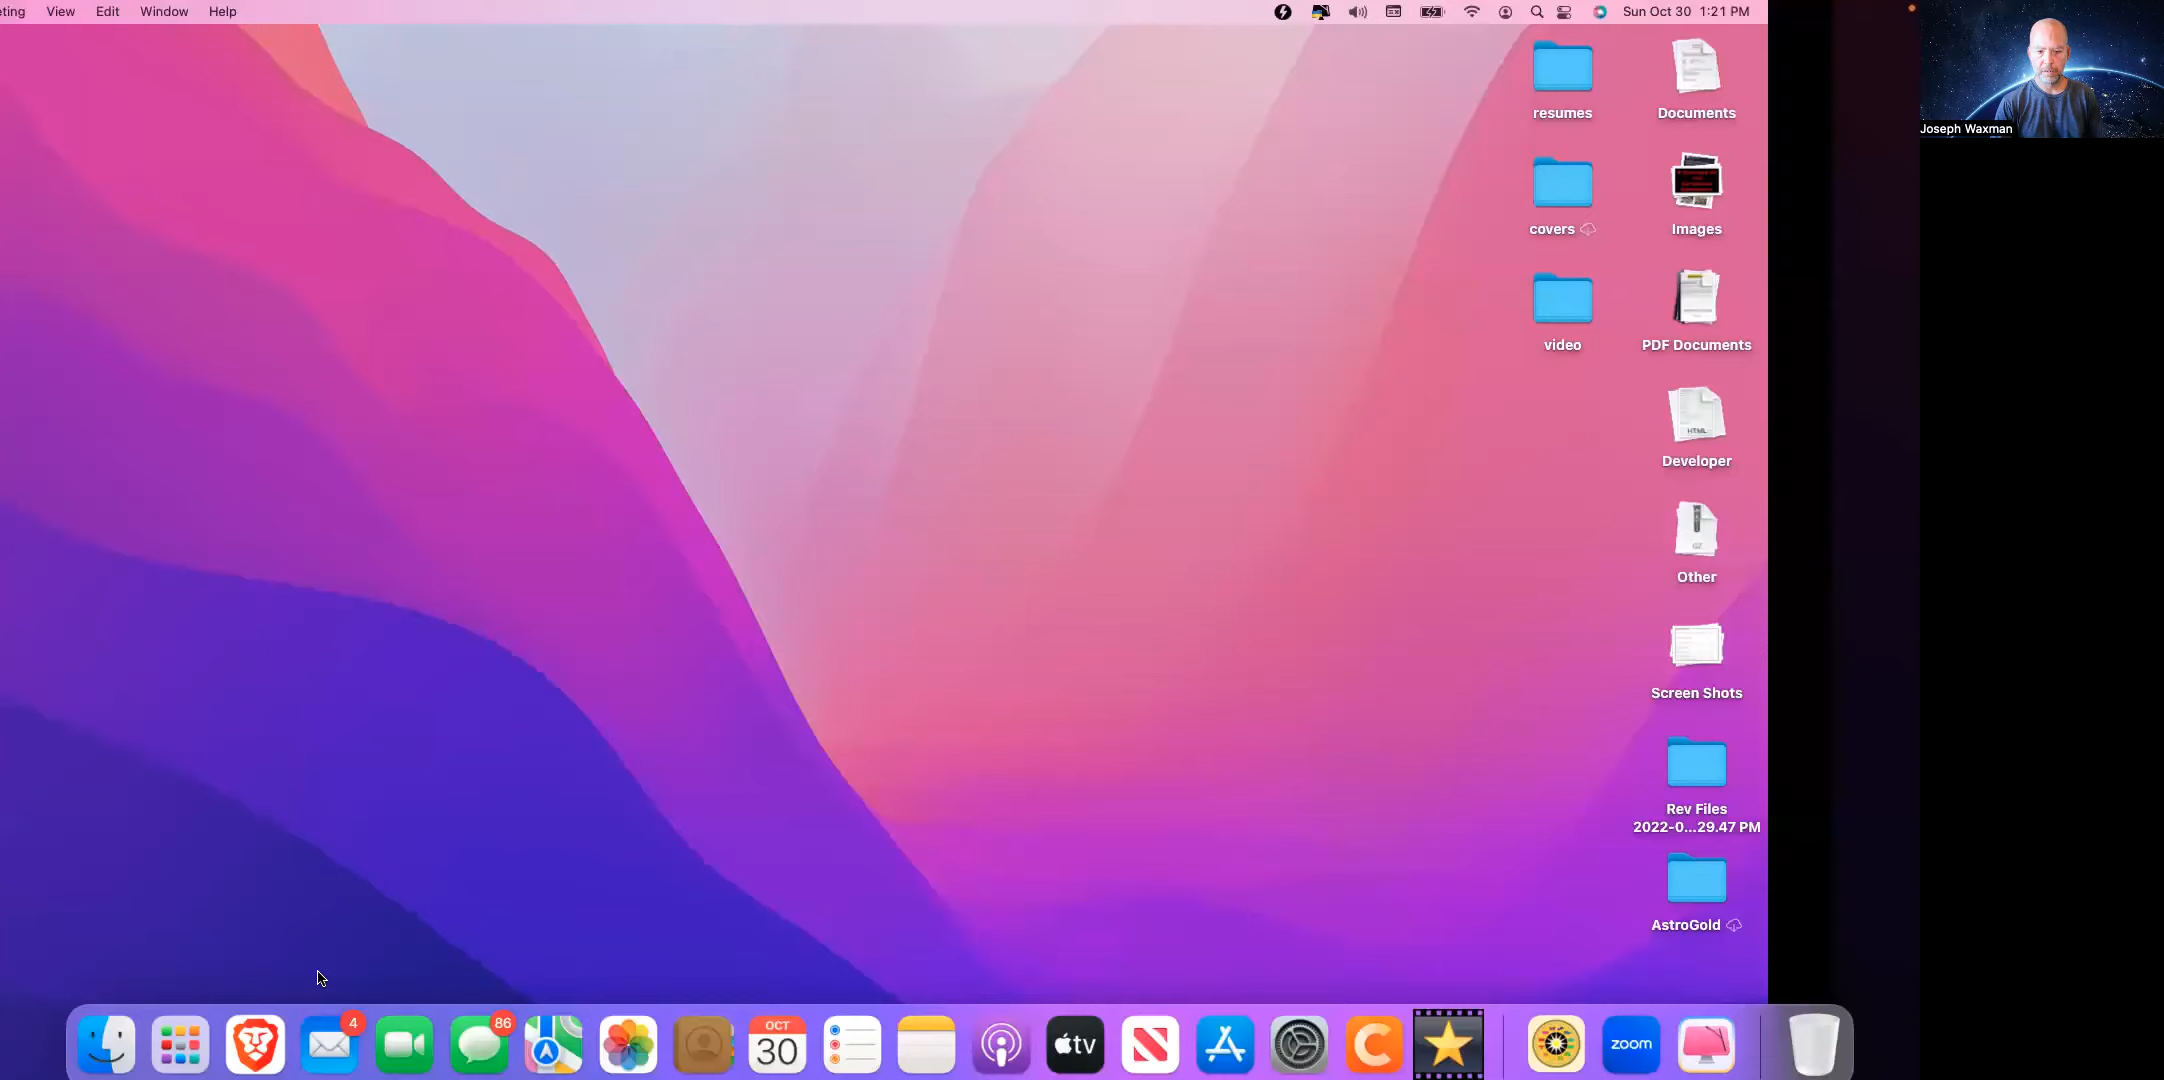 eting View Edit Window Help Sun Oct 30 1:21 PM
Joseph Waxman
resumes Documents
covers Images
video PDF Documents
HTML
Developer
GZ
Other
Screen Shots
Rev Files
2022-0...29.47 PM
AstroGold
4
86
OCT
30
tv
zoom